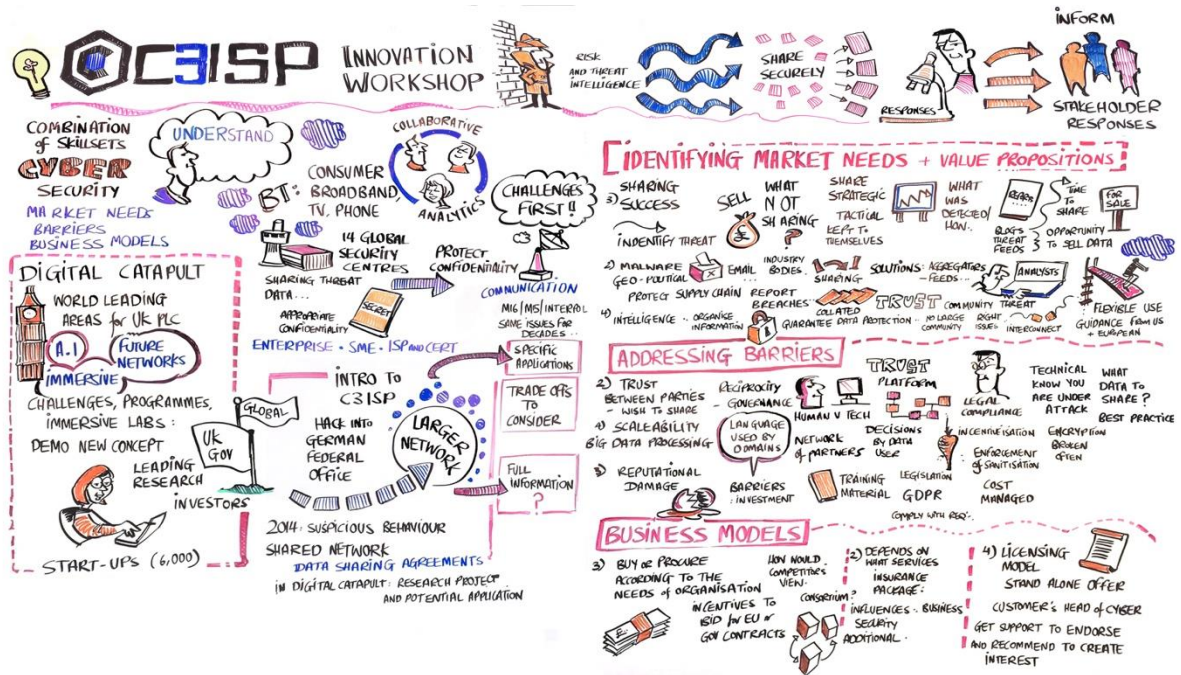 C3ISP
INNOVATION
WORKSHOP
RISK
AND THREAT
INTELLIGENCE
SHARE
SECURELY
RESPONSES
INFORM
STAKEHOLDER
RESPONSES
COMBINATION
of SKILLSETS
CYBER
SECURITY
MARKET NEEDS
BARRIERS
BUSINESS MODELS
UNDERSTAND
BT:
CONSUMER
BROADBAND,
TV, PHONE
COLLABORATIVE
ANALYTICS
CHALLENGES
FIRST!!
14 GLOBAL
SECURITY
CENTRES
PROTECT
CONFIDENTIALITY
SHARING THREAT
DATA...
APPROPRIATE
CONFIDENTIALITY
SECRET
COMMUNICATION
SAME ISSUES FOR
DECADES...
ENTERPRISE · SME · ISP AND CERT
DIGITAL CATAPULT
WORLD LEADING
AREAS for UK PLC
A.I
FUTURE
NETWORKS
IMMERSIVE
CHALLENGES, PROGRAMMES,
IMMERSIVE LABS:
DEMO NEW CONCEPT
LEADING
RESEARCH
INVESTORS
START-UPS (6,000)
GLOBAL
UK
GOV
INTRO TO
C3ISP
HACK INTO
GERMAN
FEDERAL
OFFICE
LARGER
NETWORK
SPECIFIC
APPLICATIONS
TRADE OFFS
TO
CONSIDER
FULL
INFORMATION
?
2014: SUSPICIOUS BEHAVIOUR
SHARED NETWORK
DATA SHARING AGREEMENTS
IN DIGITAL CATAPULT: RESEARCH PROJECT
AND POTENTIAL APPLICATION
IDENTIFYING MARKET NEEDS + VALUE PROPOSITIONS
3) SHARING
SUCCESS
INDENTIFY THREAT
SELL
£
WHAT
NOT
SHARING
?
SHARE
STRATEGIC
TACTICAL
KEPT TO
THEMSELVES
WHAT
WAS
DETECTED/
HOW..
BLOGS
THREAT
FEEDS
TIME
TO
SHARE
OPPORTUNITY
TO SELL DATA
FOR
SALE
2) MALWARE
GEO-POLITICAL
EMAIL
INDUSTRY
BODIES.
SHARING
SOLUTIONS: AGGREGATORS
-FEEDS...
ANALYSTS
PROTECT SUPPLY CHAIN
REPORT
BREACHES
COLLATED
TRUST
COMMUNITY
THREAT
FLEXIBLE USE
GUIDANCE FROM US
+ EUROPEAN
4) INTELLIGENCE · ORGANISE
INFORMATION
GUARANTEE DATA PROTECTION
NO LARGE
COMMUNITY
RIGHT
ISSUES
INTERCONNECT
ADDRESSING BARRIERS
2) TRUST
BETWEEN PARTIES
- WISH TO SHARE
RECIPROCITY
GOVERNANCE
HUMAN V TECH
TRUST
PLATFORM
LEGAL
COMPLIANCE
TECHNICAL
KNOW YOU
ARE UNDER
ATTACK
WHAT
DATA TO
SHARE?
BEST PRACTICE
SCALEABILITY
BIG DATA PROCESSING
LANGUAGE
USED BY
DOMAINS
NETWORK
of PARTNERS
DECISIONS
BY DATA
USER
INCENTIVISATION
ENFORCEMENT
OF SANITISATION
ENCRYPTION
BROKEN
OFTEN
3) REPUTATIONAL
DAMAGE
BARRIERS
: INVESTMENT
TRAINING
MATERIAL
LEGISLATION
GDPR
COMPLY WITH REQ'.
COST
MANAGED
BUSINESS MODELS
3) BUY OR PROCURE
ACCORDING TO THE
NEEDS of ORGANISATION
INCENTIVES TO
BID for EU or
GOV CONTRACTS
HOW WOULD
COMPETITORS
VIEW.
CONSORTIUM?
2) DEPENDS ON
WHAT SERVICES
INSURANCE
PACKAGE:
INFLUENCES · BUSINESS
SECURITY
ADDITIONAL.
4) LICENSING
MODEL
STAND ALONE OFFER
CUSTOMER'S HEAD of CYBER
GET SUPPORT TO ENDORSE
AND RECOMMEND TO CREATE
INTEREST